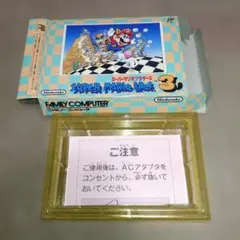 スーパーマリオブラザーズ
SUPER MARIO BROS. 3
Nintendo
FAMILY COMPUTER
Nintendo
ご注意
ご使用後は、ACアダプタを
コンセントから、必ず抜いて
おいてください。